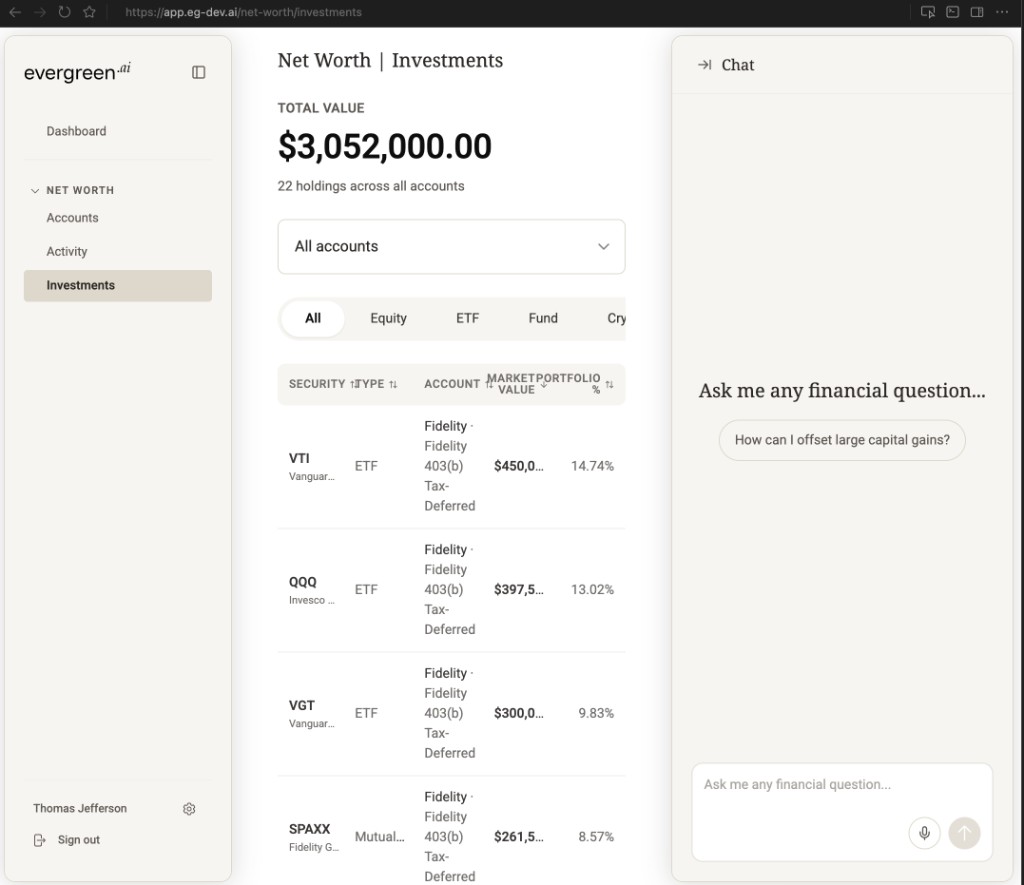 https://app.eg-dev.ai/net-worth/investments
evergreen.ai
Dashboard
NET WORTH
Accounts
Activity
Investments
Thomas Jefferson
Sign out
Net Worth | Investments
TOTAL VALUE
$3,052,000.00
22 holdings across all accounts
All accounts
All Equity ETF Fund Cry
SECURITY TYPE ACCOUNT MARKET VALUE PORTFOLIO %
VTI
Vanguar...
ETF
Fidelity ·
Fidelity
403(b)
Tax-
Deferred
$450,0...
14.74%
QQQ
Invesco ...
ETF
Fidelity ·
Fidelity
403(b)
Tax-
Deferred
$397,5...
13.02%
VGT
Vanguar...
ETF
Fidelity ·
Fidelity
403(b)
Tax-
Deferred
$300,0...
9.83%
SPAXX
Fidelity G...
Mutual...
Fidelity ·
Fidelity
403(b)
Tax-
Deferred
$261,5...
8.57%
Chat
Ask me any financial question...
How can I offset large capital gains?
Ask me any financial question...